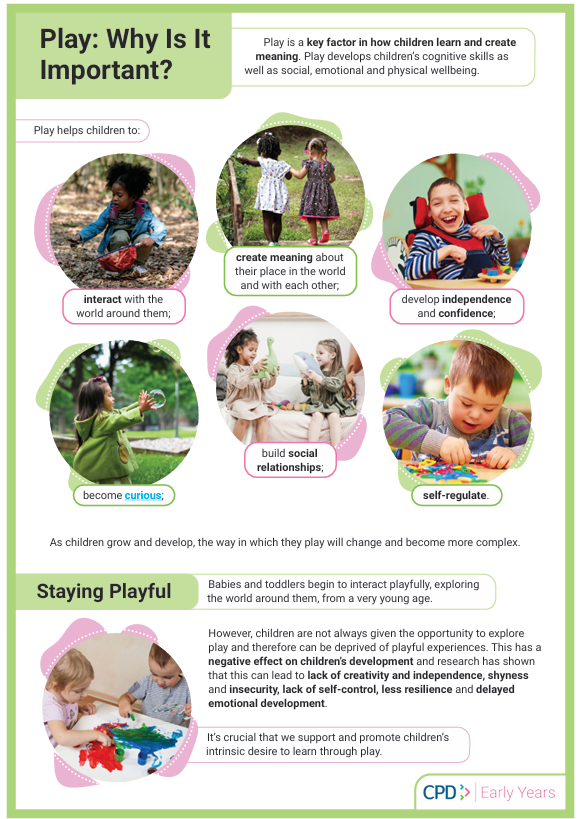 Play: Why Is It
Important?
Play is a key factor in how children learn and create
meaning. Play develops children's cognitive skills as
well as social, emotional and physical wellbeing.
Play helps children to:
interact with the
world around them;
create meaning about
their place in the world
and with each other;
develop independence
and confidence;
become curious;
build social
relationships;
self-regulate.
As children grow and develop, the way in which they play will change and become more complex.
Staying Playful
Babies and toddlers begin to interact playfully, exploring
the world around them, from a very young age.
However, children are not always given the opportunity to explore
play and therefore can be deprived of playful experiences. This has a
negative effect on children's development and research has shown
that this can lead to lack of creativity and independence, shyness
and insecurity, lack of self-control, less resilience and delayed
emotional development.
It's crucial that we support and promote children's
intrinsic desire to learn through play.
CPD Early Years